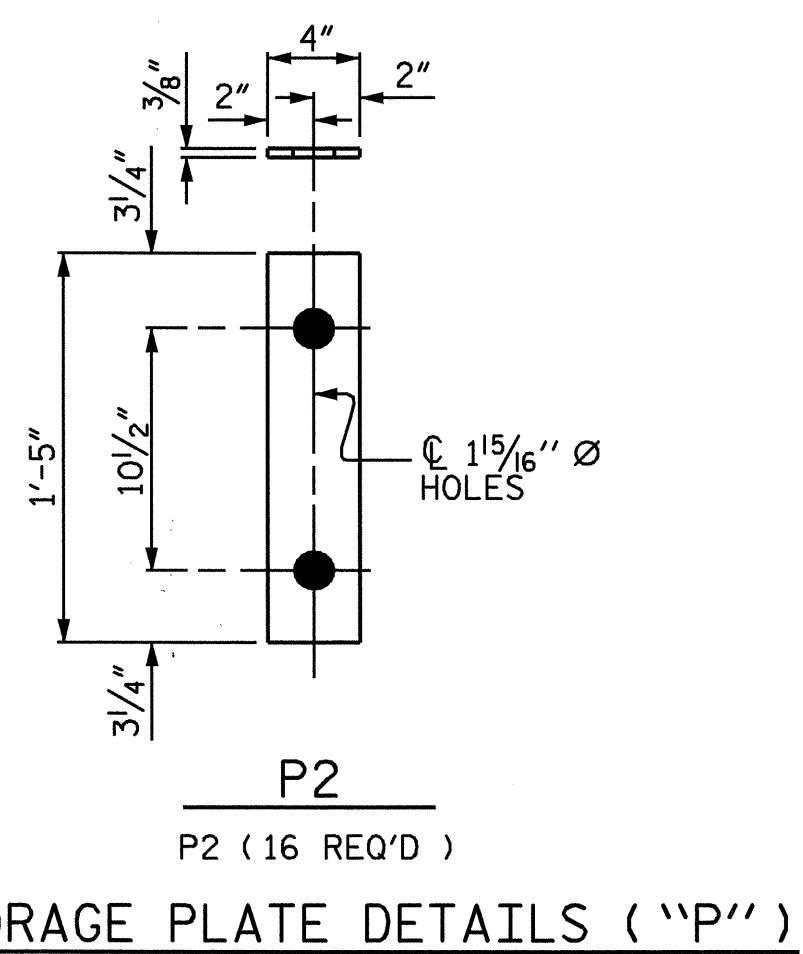 4"
2"
2"
3/8"
3 1/4"
1'-5"
10 1/2"
℄ 1 15/16" Ø
HOLES
3 1/4"
P2
P2 ( 16 REQ'D )
ORAGE PLATE DETAILS ( "P" )